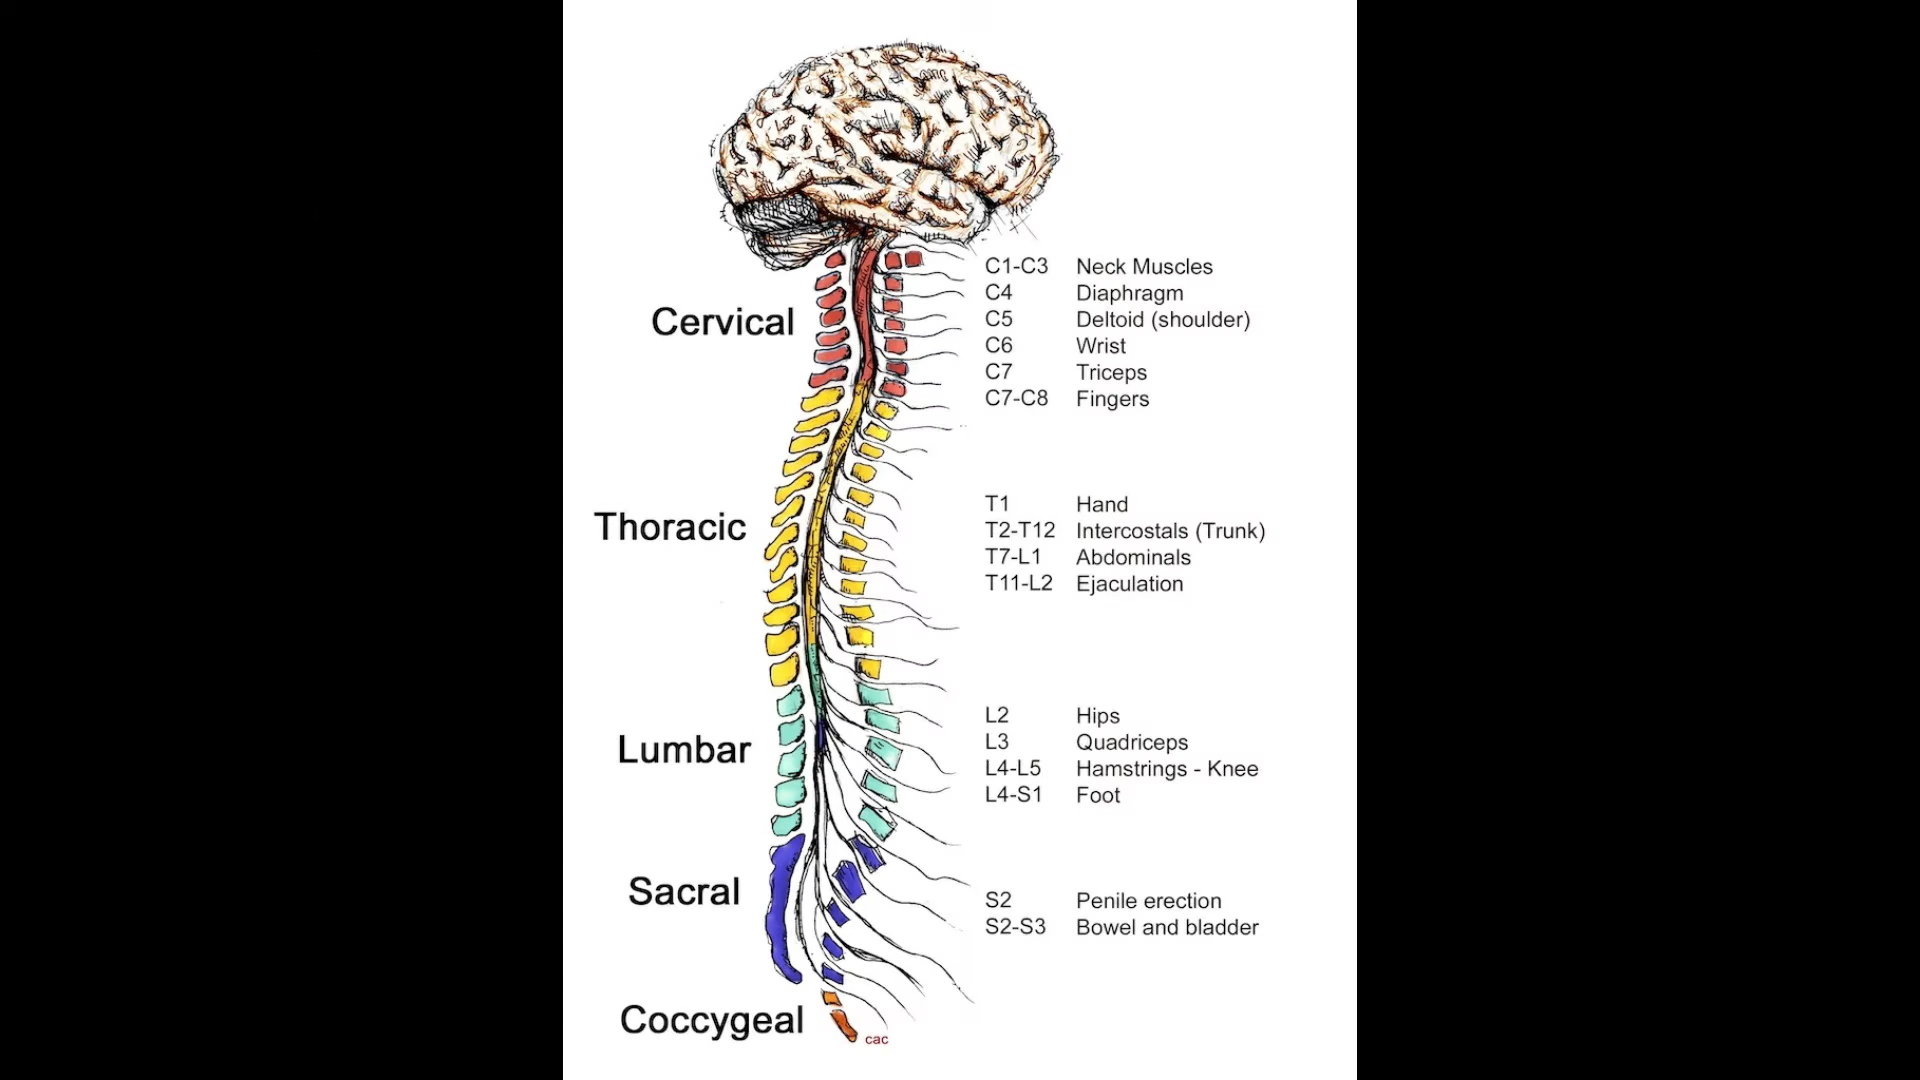 C1-C3 Neck Muscles
C4 Diaphragm
Cervical
C5 Deltoid (shoulder)
C6 Wrist
C7 Triceps
C7-C8 Fingers
Thoracic
T1 Hand
T2-T12 Intercostals (Trunk)
T7-L1 Abdominals
T11-L2 Ejaculation
Lumbar
L2 Hips
L3 Quadriceps
L4-L5 Hamstrings - Knee
L4-S1 Foot
Sacral
S2 Penile erection
S2-S3 Bowel and bladder
Coccygeal
cac